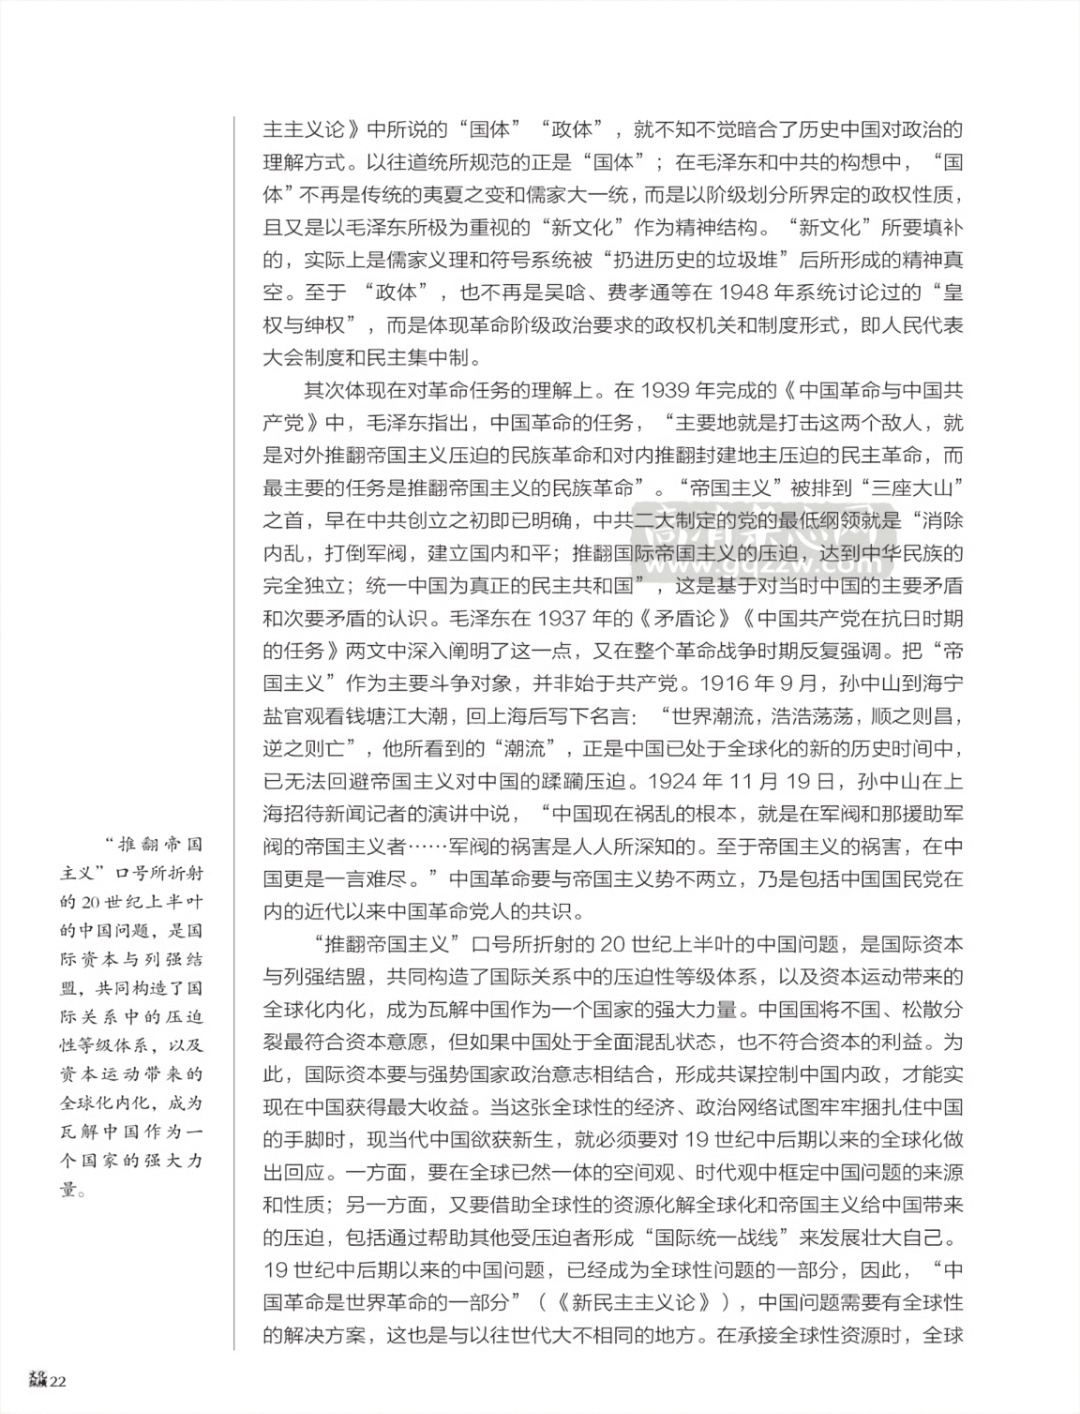 主主义论》中所说的“国体”“政体”，就不知不觉暗合了历史中国对政治的
理解方式。以往道统所规范的正是“国体”；在毛泽东和中共的构想中，“国
体”不再是传统的夷夏之变和儒家大一统，而是以阶级划分所界定的政权性质，
且又是以毛泽东所极为重视的“新文化”作为精神结构。“新文化”所要填补
的，实际上是儒家义理和符号系统被“扔进历史的垃圾堆”后所形成的精神真
空。至于 “政体”，也不再是吴晗、费孝通等在 1948 年系统讨论过的“皇
权与绅权”，而是体现革命阶级政治要求的政权机关和制度形式，即人民代表
大会制度和民主集中制。
其次体现在对革命任务的理解上。在 1939 年完成的《中国革命与中国共
产党》中，毛泽东指出，中国革命的任务，“主要地就是打击这两个敌人，就
是对外推翻帝国主义压迫的民族革命和对内推翻封建地主压迫的民主革命，而
最主要的任务是推翻帝国主义的民族革命”。“帝国主义”被排到“三座大山”
之首，早在中共创立之初即已明确，中共二大制定的党的最低纲领就是“消除
内乱，打倒军阀，建立国内和平；推翻国际帝国主义的压迫，达到中华民族的
完全独立；统一中国为真正的民主共和国”，这是基于对当时中国的主要矛盾
和次要矛盾的认识。毛泽东在 1937 年的《矛盾论》《中国共产党在抗日时期
的任务》两文中深入阐明了这一点，又在整个革命战争时期反复强调。把“帝
国主义”作为主要斗争对象，并非始于共产党。1916 年 9 月，孙中山到海宁
盐官观看钱塘江大潮，回上海后写下名言：“世界潮流，浩浩荡荡，顺之则昌，
逆之则亡”，他所看到的“潮流”，正是中国已处于全球化的新的历史时间中，
已无法回避帝国主义对中国的蹂躏压迫。1924 年 11 月 19 日，孙中山在上
海招待新闻记者的演讲中说，“中国现在祸乱的根本，就是在军阀和那援助军
阀的帝国主义者……军阀的祸害是人人所深知的。至于帝国主义的祸害，在中
国更是一言难尽。”中国革命要与帝国主义势不两立，乃是包括中国国民党在
内的近代以来中国革命党人的共识。
“推翻帝国主义”口号所折射的 20 世纪上半叶的中国问题，是国际资本
与列强结盟，共同构造了国际关系中的压迫性等级体系，以及资本运动带来的
全球化内化，成为瓦解中国作为一个国家的强大力量。中国国将不国、松散分
裂最符合资本意愿，但如果中国处于全面混乱状态，也不符合资本的利益。为
此，国际资本要与强势国家政治意志相结合，形成共谋控制中国内政，才能实
现在中国获得最大收益。当这张全球性的经济、政治网络试图牢牢捆扎住中国
的手脚时，现当代中国欲获新生，就必须要对 19 世纪中后期以来的全球化做
出回应。一方面，要在全球已然一体的空间观、时代观中框定中国问题的来源
和性质；另一方面，又要借助全球性的资源化解全球化和帝国主义给中国带来
的压迫，包括通过帮助其他受压迫者形成“国际统一战线”来发展壮大自己。
19 世纪中后期以来的中国问题，已经成为全球性问题的一部分，因此，“中
国革命是世界革命的一部分”（《新民主主义论》），中国问题需要有全球性
的解决方案，这也是与以往世代大不相同的地方。在承接全球性资源时，全球
“推翻帝国
主义”口号所折射
的 20 世纪上半叶
的中国问题，是国
际资本与列强结
盟，共同构造了国
际关系中的压迫
性等级体系，以及
资本运动带来的
全球化内化，成为
瓦解中国作为一
个国家的强大力
量。
www.gqzzw.com
文化
纵横 22